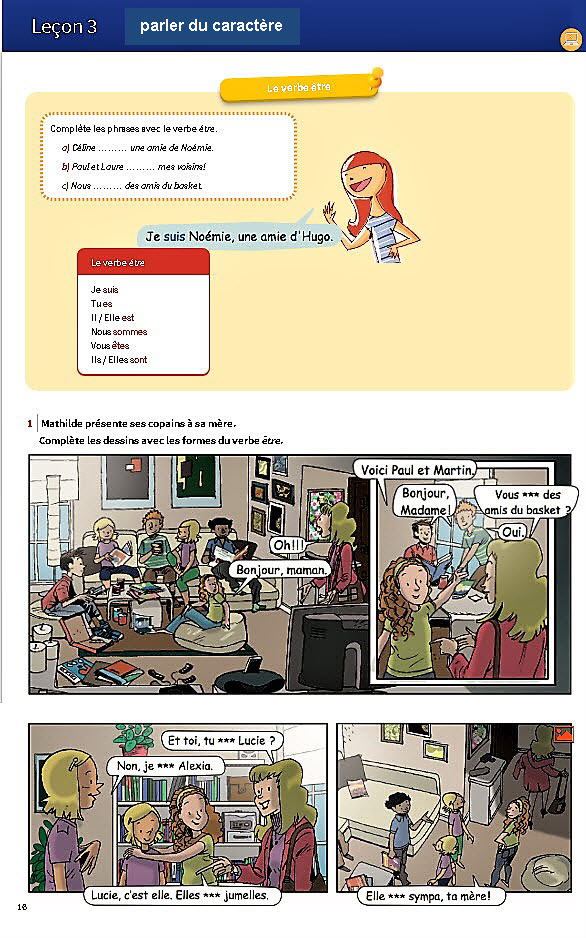 Leçon 3
parler du caractère
Le verbe être
Complète les phrases avec le verbe être.
a) Céline ......... une amie de Noémie.
b) Paul et Laure ......... mes voisins!
c) Nous ......... des amis du basket.
Je suis Noémie, une amie d'Hugo.
Le verbe être
Je suis
Tu es
Il / Elle est
Nous sommes
Vous êtes
Ils / Elles sont
1 Mathilde présente ses copains à sa mère.
Complète les dessins avec les formes du verbe être.
Oh!!!
Bonjour, maman.
Voici Paul et Martin.
Bonjour,
Madame!
Vous *** des
amis du basket ?
Oui.
Et toi, tu *** Lucie ?
Non, je *** Alexia.
Lucie, c'est elle. Elles *** jumelles.
Elle *** sympa, ta mère!
16